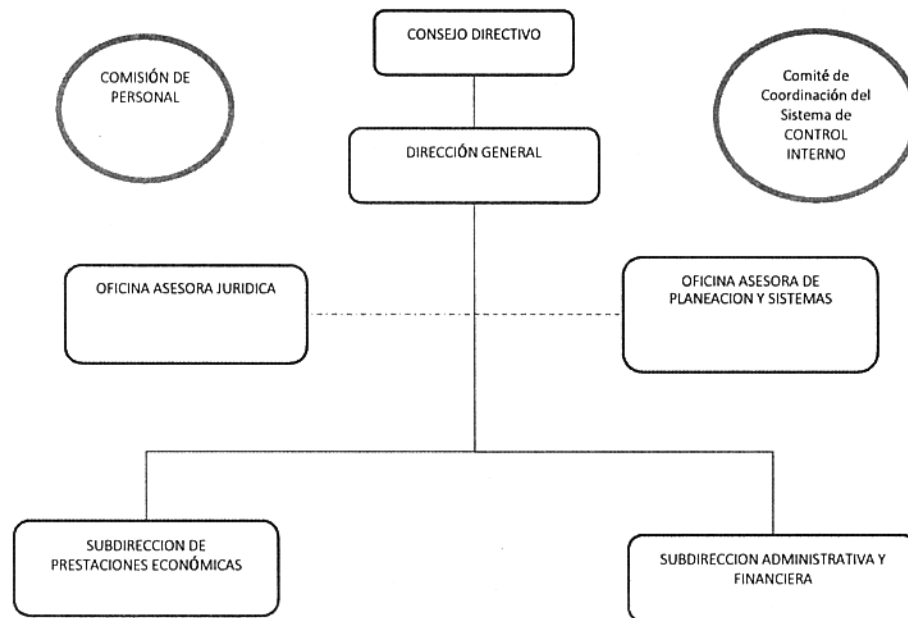 CONSEJO DIRECTIVO
COMISIÓN DE
PERSONAL
Comité de
Coordinación del
Sistema de
CONTROL
INTERNO
DIRECCIÓN GENERAL
OFICINA ASESORA JURIDICA
OFICINA ASESORA DE
PLANEACION Y SISTEMAS
SUBDIRECCION DE
PRESTACIONES ECONÓMICAS
SUBDIRECCION ADMINISTRATIVA Y
FINANCIERA